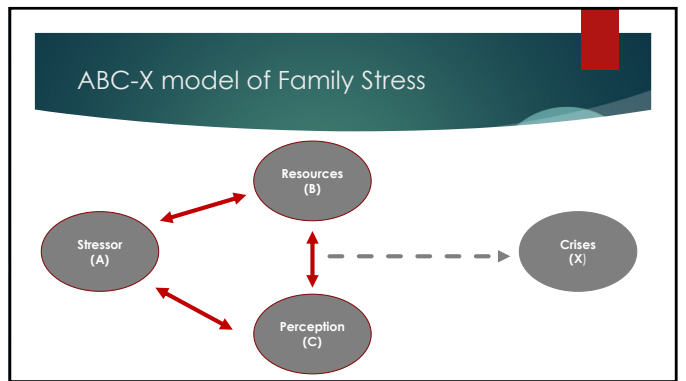 ABC-X model of Family Stress
Resources
(B)
Stressor
(A)
Crises
(X)
Perception
(C)